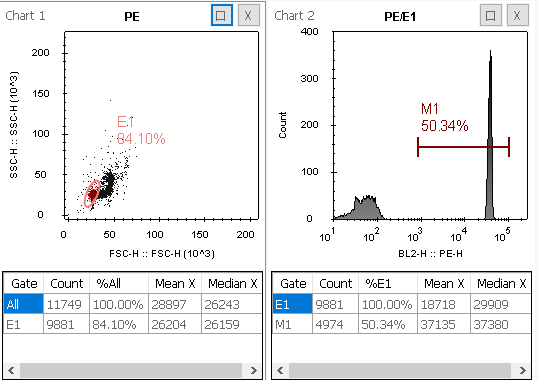 Chart 1
PE
X
SSC-H :: SSC-H (10^3)
200
150
100
50
0
E1
84.10%
0
50
100
150
200
FSC-H :: FSC-H (10^3)
Gate Count %All Mean X Median X
All 11749 100.00% 28897 26243
E1 9881 84.10% 26204 26159
Chart 2
PE/E1
X
Count
400
300
200
100
0
M1
50.34%
10^1
10^2
10^3
10^4
10^5
BL2-H :: PE-H
Gate Count %E1 Mean X Median X
E1 9881 100.00% 18718 29909
M1 4974 50.34% 37135 37380